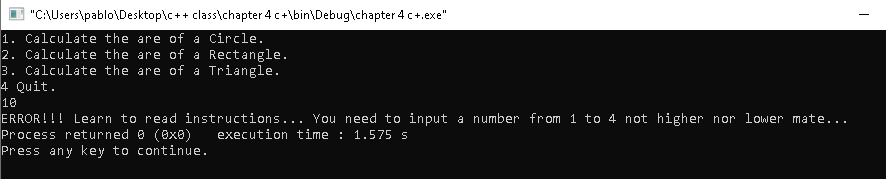 "C:\Users\pablo\Desktop\c++ class\chapter 4 c+\bin\Debug\chapter 4 c+.exe"
1. Calculate the are of a Circle.
2. Calculate the are of a Rectangle.
3. Calculate the are of a Triangle.
4 Quit.
10
ERROR!!! Learn to read instructions... You need to input a number from 1 to 4 not higher nor lower mate...
Process returned 0 (0x0)   execution time : 1.575 s
Press any key to continue.